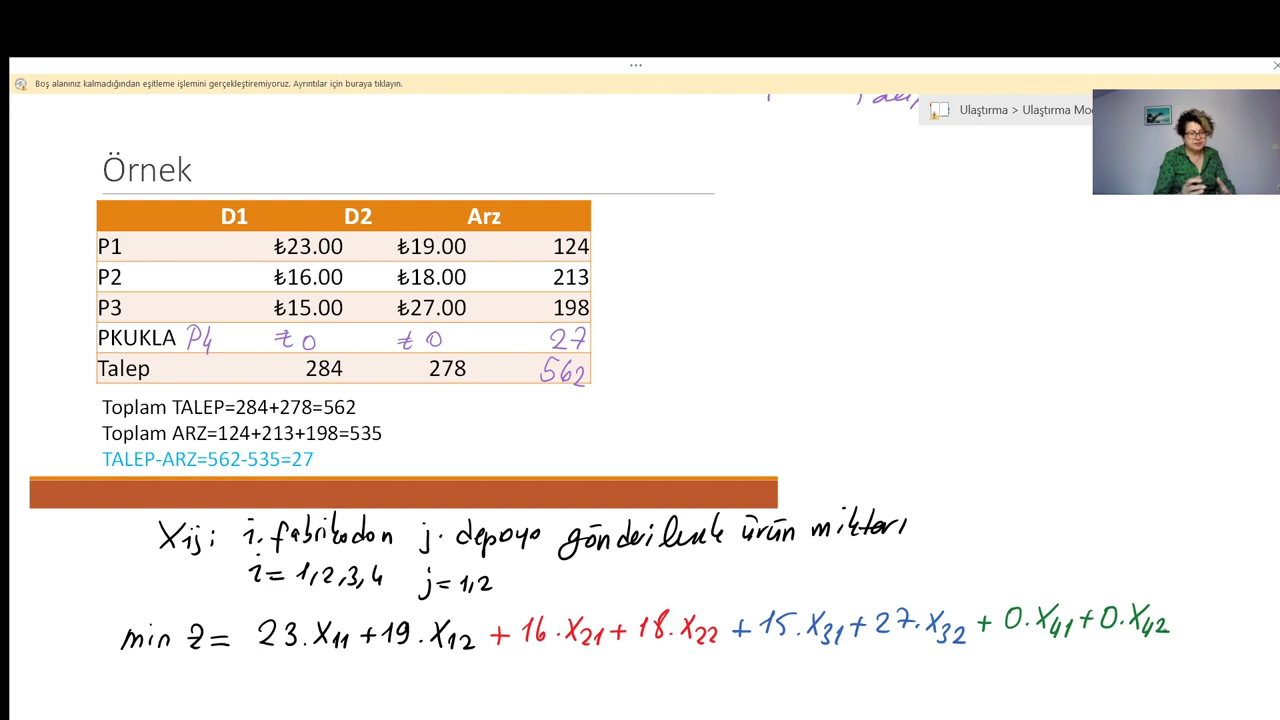 Boş alanınız kalmadığından eşitleme işlemini gerçekleştiremiyoruz. Ayrıntılar için buraya tıklayın.
Ulaştırma > Ulaştırma Mo
Örnek
D1 D2 Arz
P1 ₺23.00 ₺19.00 124
P2 ₺16.00 ₺18.00 213
P3 ₺15.00 ₺27.00 198
PKUKLA P4 ₺0 ₺0 27
Talep 284 278 562
Toplam TALEP=284+278=562
Toplam ARZ=124+213+198=535
TALEP-ARZ=562-535=27
Xij: i. fabrikadan j. depoya gönderilecek ürün miktarı
i=1,2,3,4 j=1,2
min Z= 23.X11+19.X12 +16.X21+18.X22 +15.X31+27.X32 +0.X41+0.X42